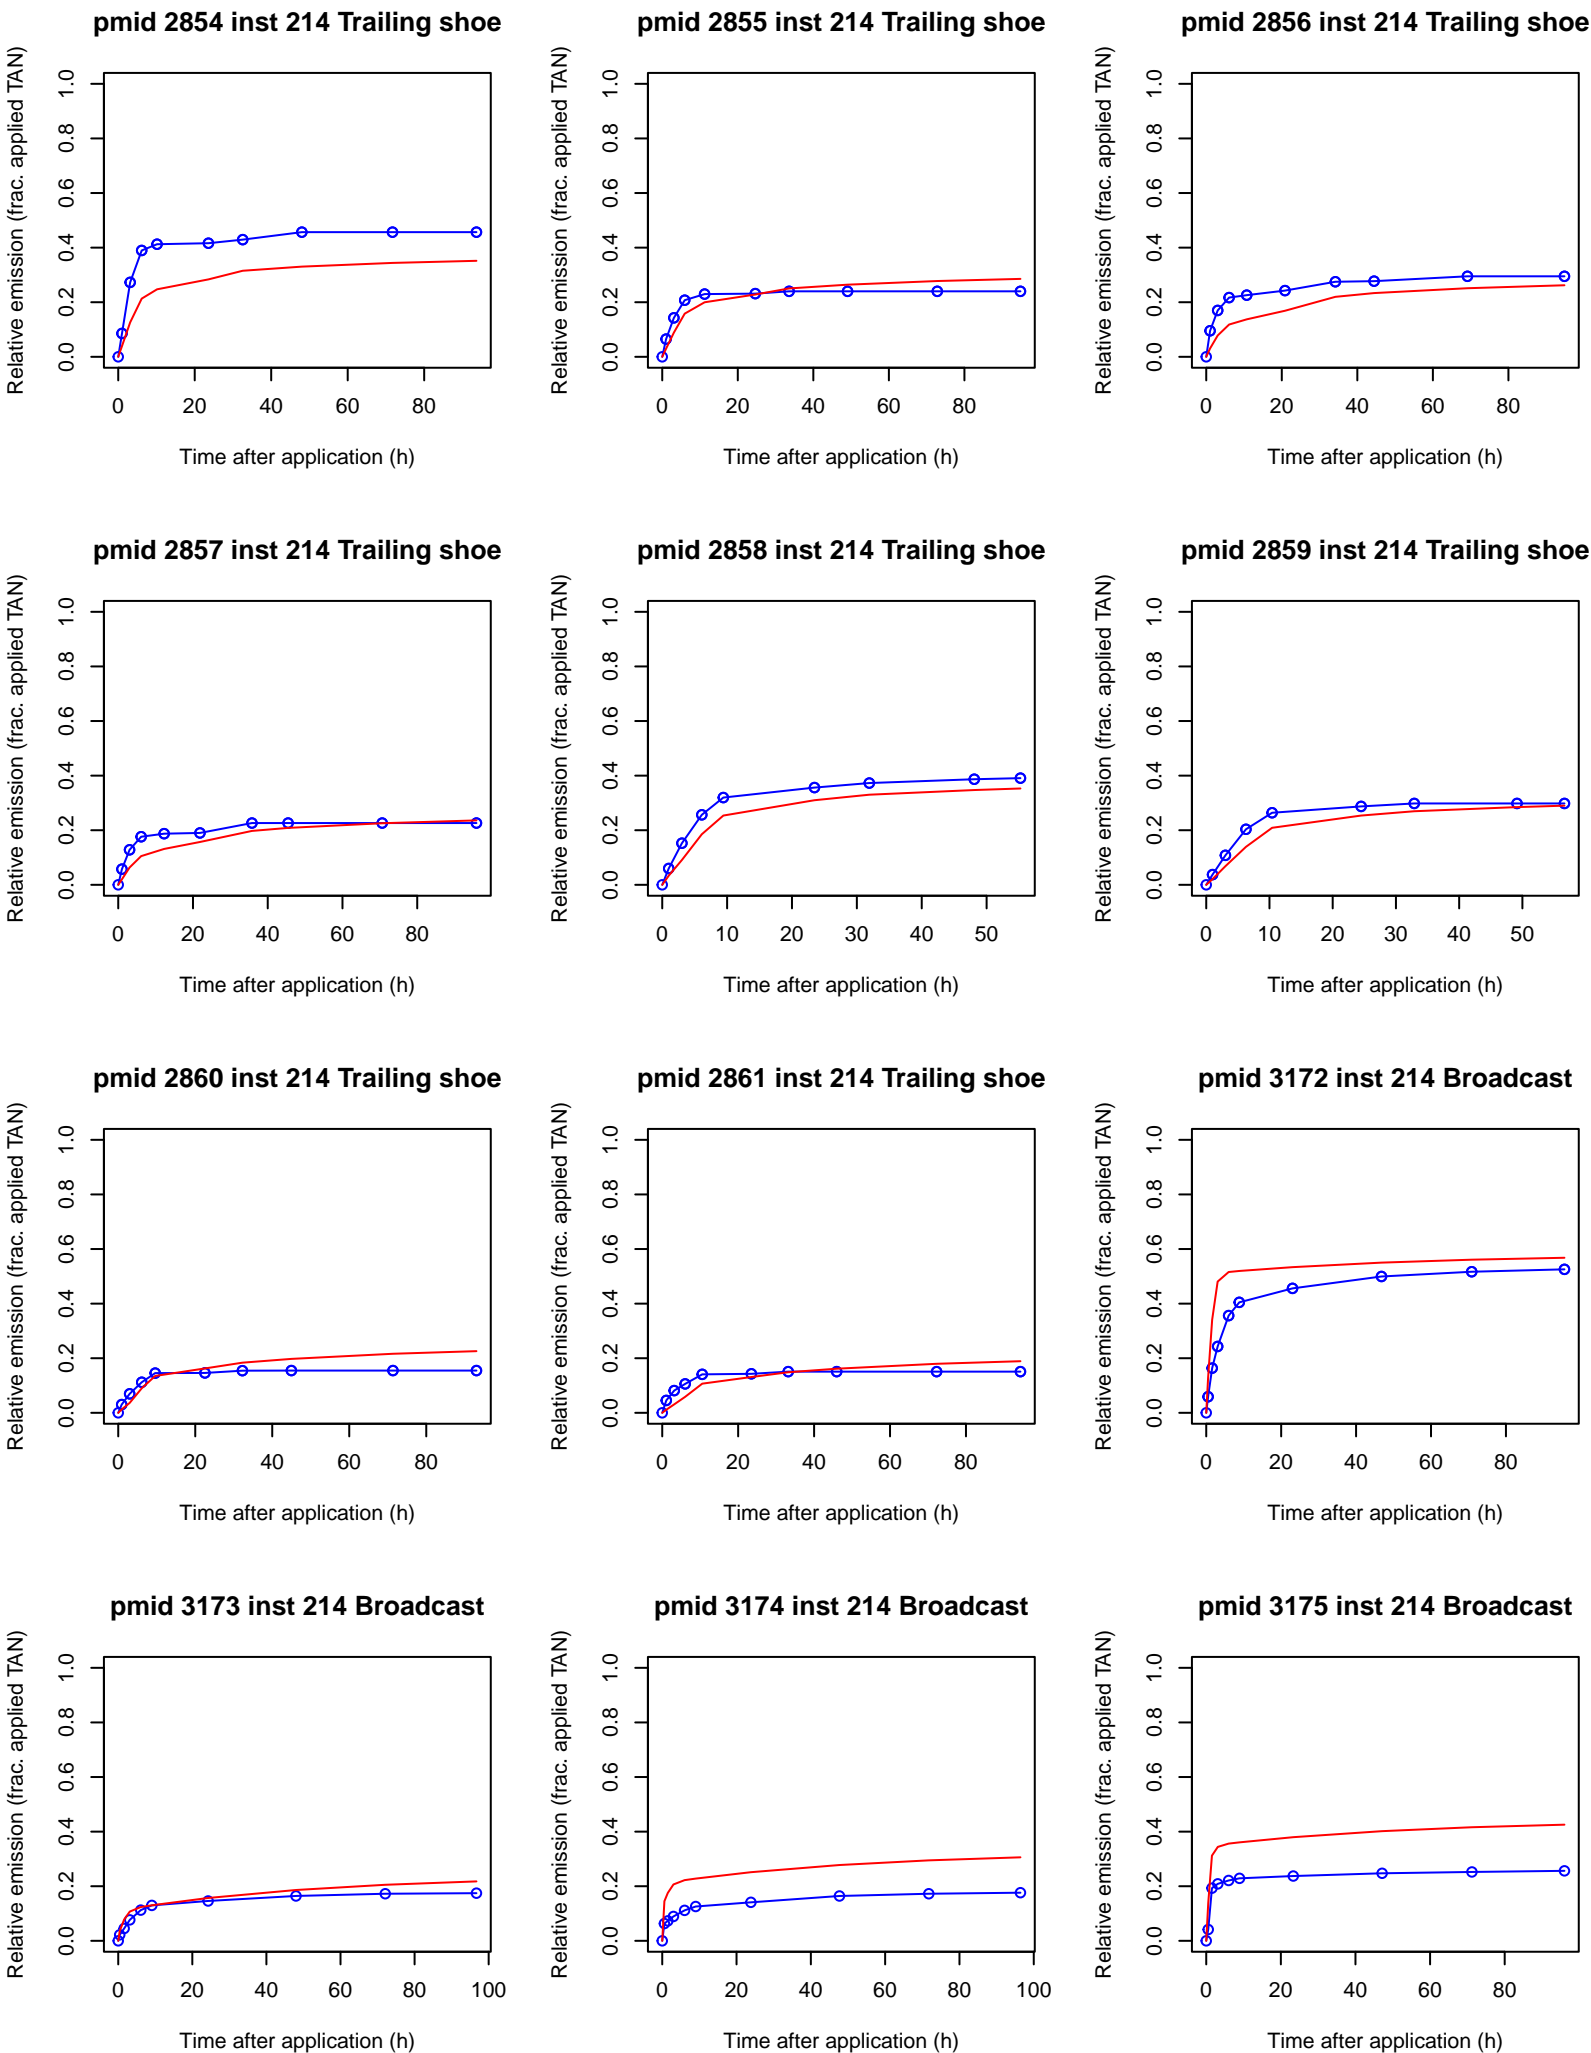 pmid 2854 inst 214 Trailing shoe
Relative emission (frac. applied TAN)
0.0 0.2 0.4 0.6 0.8 1.0
0 20 40 60 80
Time after application (h)
pmid 2855 inst 214 Trailing shoe
Relative emission (frac. applied TAN)
0.0 0.2 0.4 0.6 0.8 1.0
0 20 40 60 80
Time after application (h)
pmid 2856 inst 214 Trailing shoe
Relative emission (frac. applied TAN)
0.0 0.2 0.4 0.6 0.8 1.0
0 20 40 60 80
Time after application (h)
pmid 2857 inst 214 Trailing shoe
Relative emission (frac. applied TAN)
0.0 0.2 0.4 0.6 0.8 1.0
0 20 40 60 80
Time after application (h)
pmid 2858 inst 214 Trailing shoe
Relative emission (frac. applied TAN)
0.0 0.2 0.4 0.6 0.8 1.0
0 10 20 30 40 50
Time after application (h)
pmid 2859 inst 214 Trailing shoe
Relative emission (frac. applied TAN)
0.0 0.2 0.4 0.6 0.8 1.0
0 10 20 30 40 50
Time after application (h)
pmid 2860 inst 214 Trailing shoe
Relative emission (frac. applied TAN)
0.0 0.2 0.4 0.6 0.8 1.0
0 20 40 60 80
Time after application (h)
pmid 2861 inst 214 Trailing shoe
Relative emission (frac. applied TAN)
0.0 0.2 0.4 0.6 0.8 1.0
0 20 40 60 80
Time after application (h)
pmid 3172 inst 214 Broadcast
Relative emission (frac. applied TAN)
0.0 0.2 0.4 0.6 0.8 1.0
0 20 40 60 80
Time after application (h)
pmid 3173 inst 214 Broadcast
Relative emission (frac. applied TAN)
0.0 0.2 0.4 0.6 0.8 1.0
0 20 40 60 80 100
Time after application (h)
pmid 3174 inst 214 Broadcast
Relative emission (frac. applied TAN)
0.0 0.2 0.4 0.6 0.8 1.0
0 20 40 60 80 100
Time after application (h)
pmid 3175 inst 214 Broadcast
Relative emission (frac. applied TAN)
0.0 0.2 0.4 0.6 0.8 1.0
0 20 40 60 80
Time after application (h)